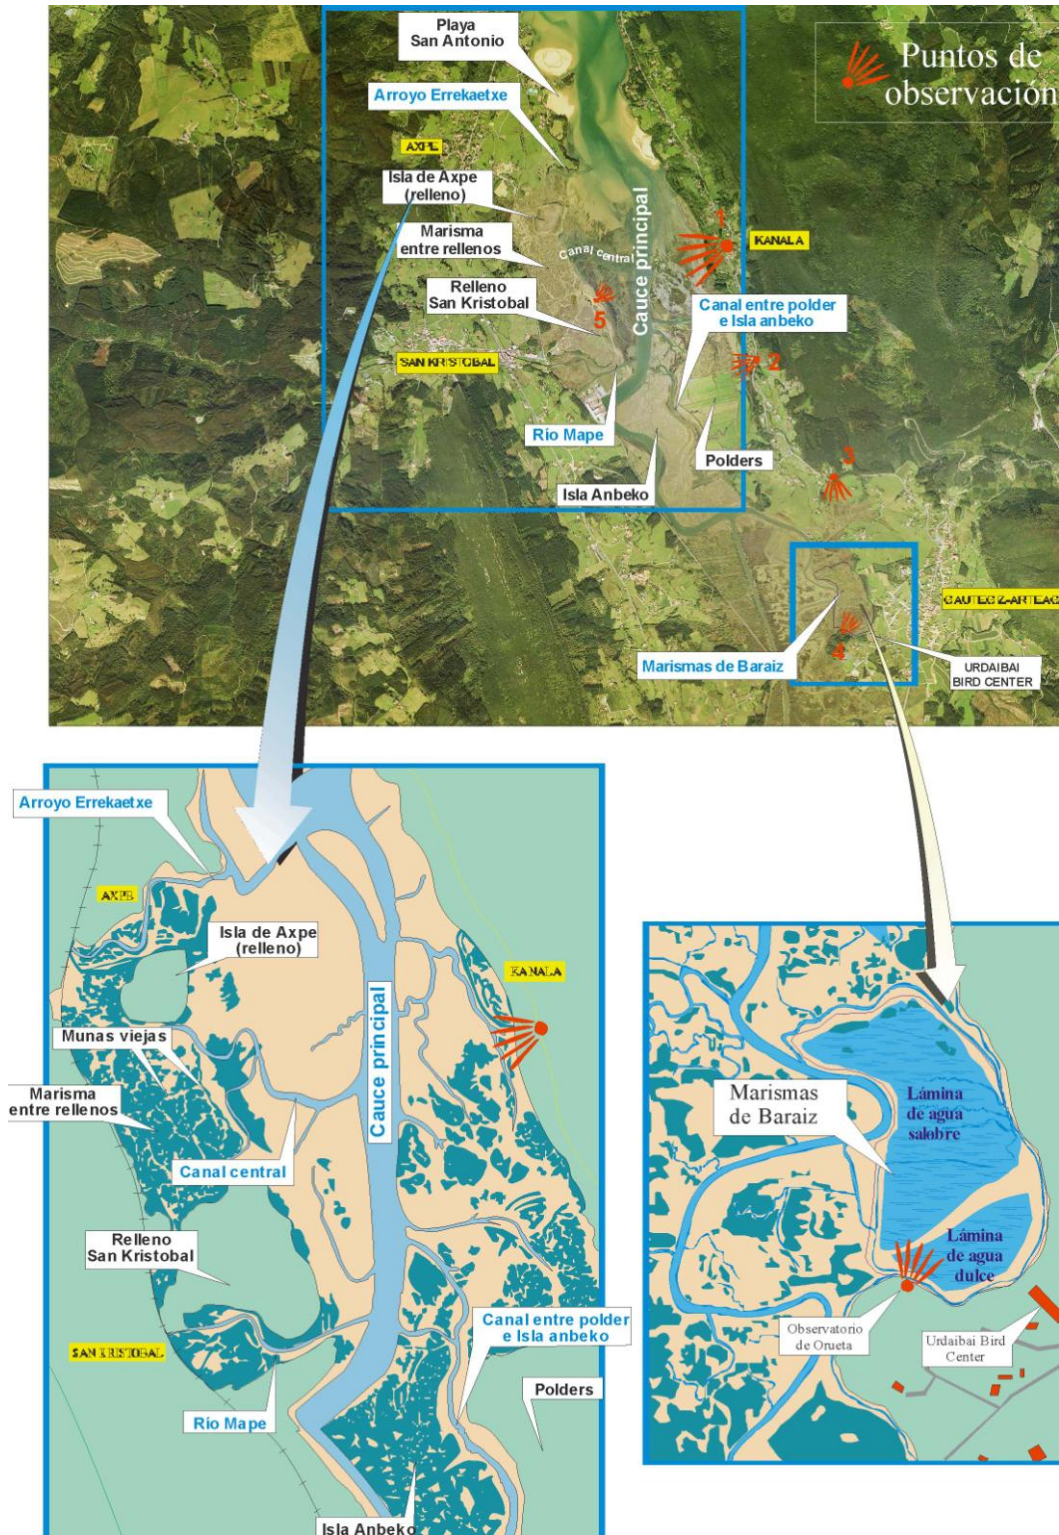 Playa
San Antonio
Puntos de
observación
Arroyo Errekaetxe
AXPE
Isla de Axpe
(relleno)
1
KANALA
Marisma
entre rellenos
Canal central
Cauce principal
Relleno
San Kristobal
5
Canal entre polder
e Isla anbeko
SAN KRISTOBAL
2
Río Mape
Polders
3
Isla Anbeko
GAUTEGIZ-ARTEAG
4
Marismas de Baraiz
URDAIBAI
BIRD CENTER
Arroyo Errekaetxe
AXPE
Isla de Axpe
(relleno)
KANALA
Munas viejas
Cauce principal
Marisma
entre rellenos
Canal central
Relleno
San Kristobal
Canal entre polder
e Isla anbeko
SAN KRISTOBAL
Polders
Río Mape
Isla Anbeko
Marismas
de Baraiz
Lámina
de agua
salobre
Lámina
de agua
dulce
Observatorio
de Orueta
Urdaibai Bird
Center